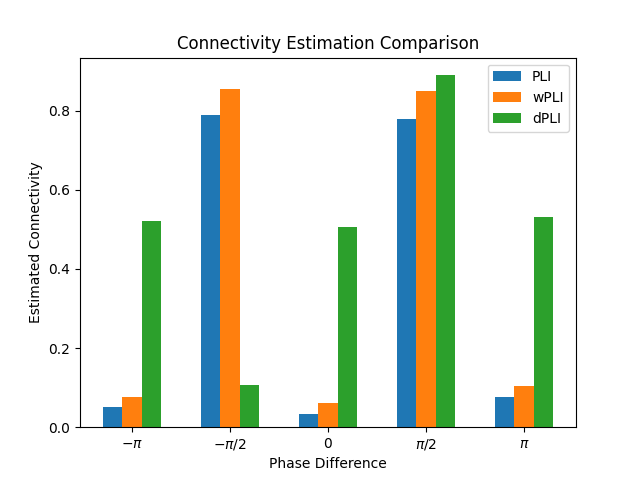 Connectivity Estimation Comparison
PLI
wPLI
dPLI
Estimated Connectivity
0.8
0.6
0.4
0.2
0.0
−π
−π/2
0
π/2
π
Phase Difference